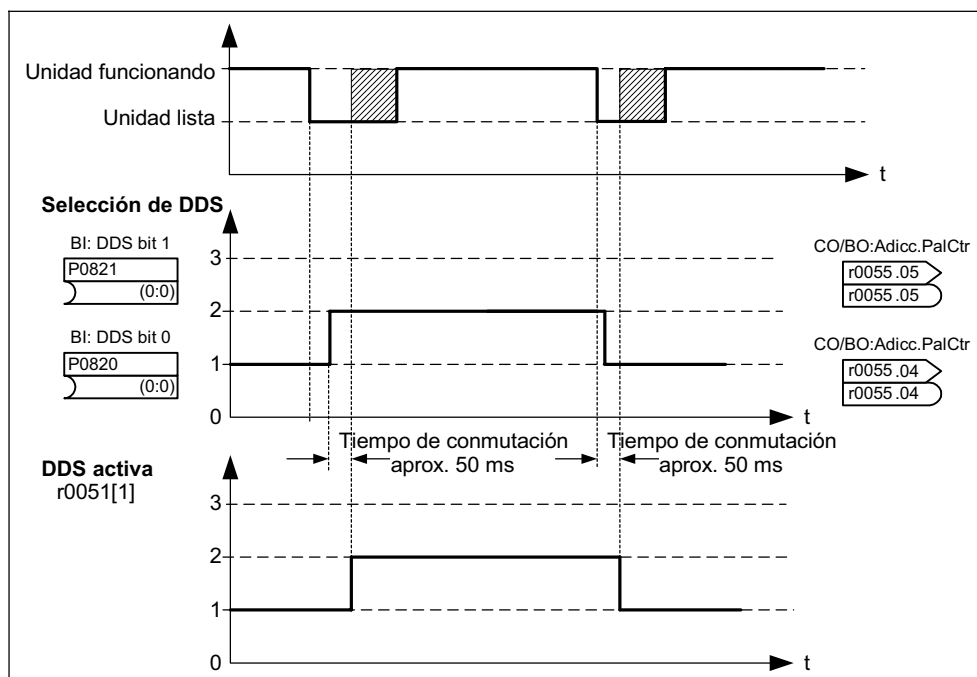 Unidad funcionando
Unidad lista
t
Selección de DDS
BI: DDS bit 1
P0821
(0:0)
BI: DDS bit 0
P0820
(0:0)
3
2
1
0
t
CO/BO:Adicc.PalCtr
r0055.05
r0055.05
CO/BO:Adicc.PalCtr
r0055.04
r0055.04
Tiempo de conmutación
aprox. 50 ms
Tiempo de conmutación
aprox. 50 ms
DDS activa
r0051[1]
3
2
1
0
t